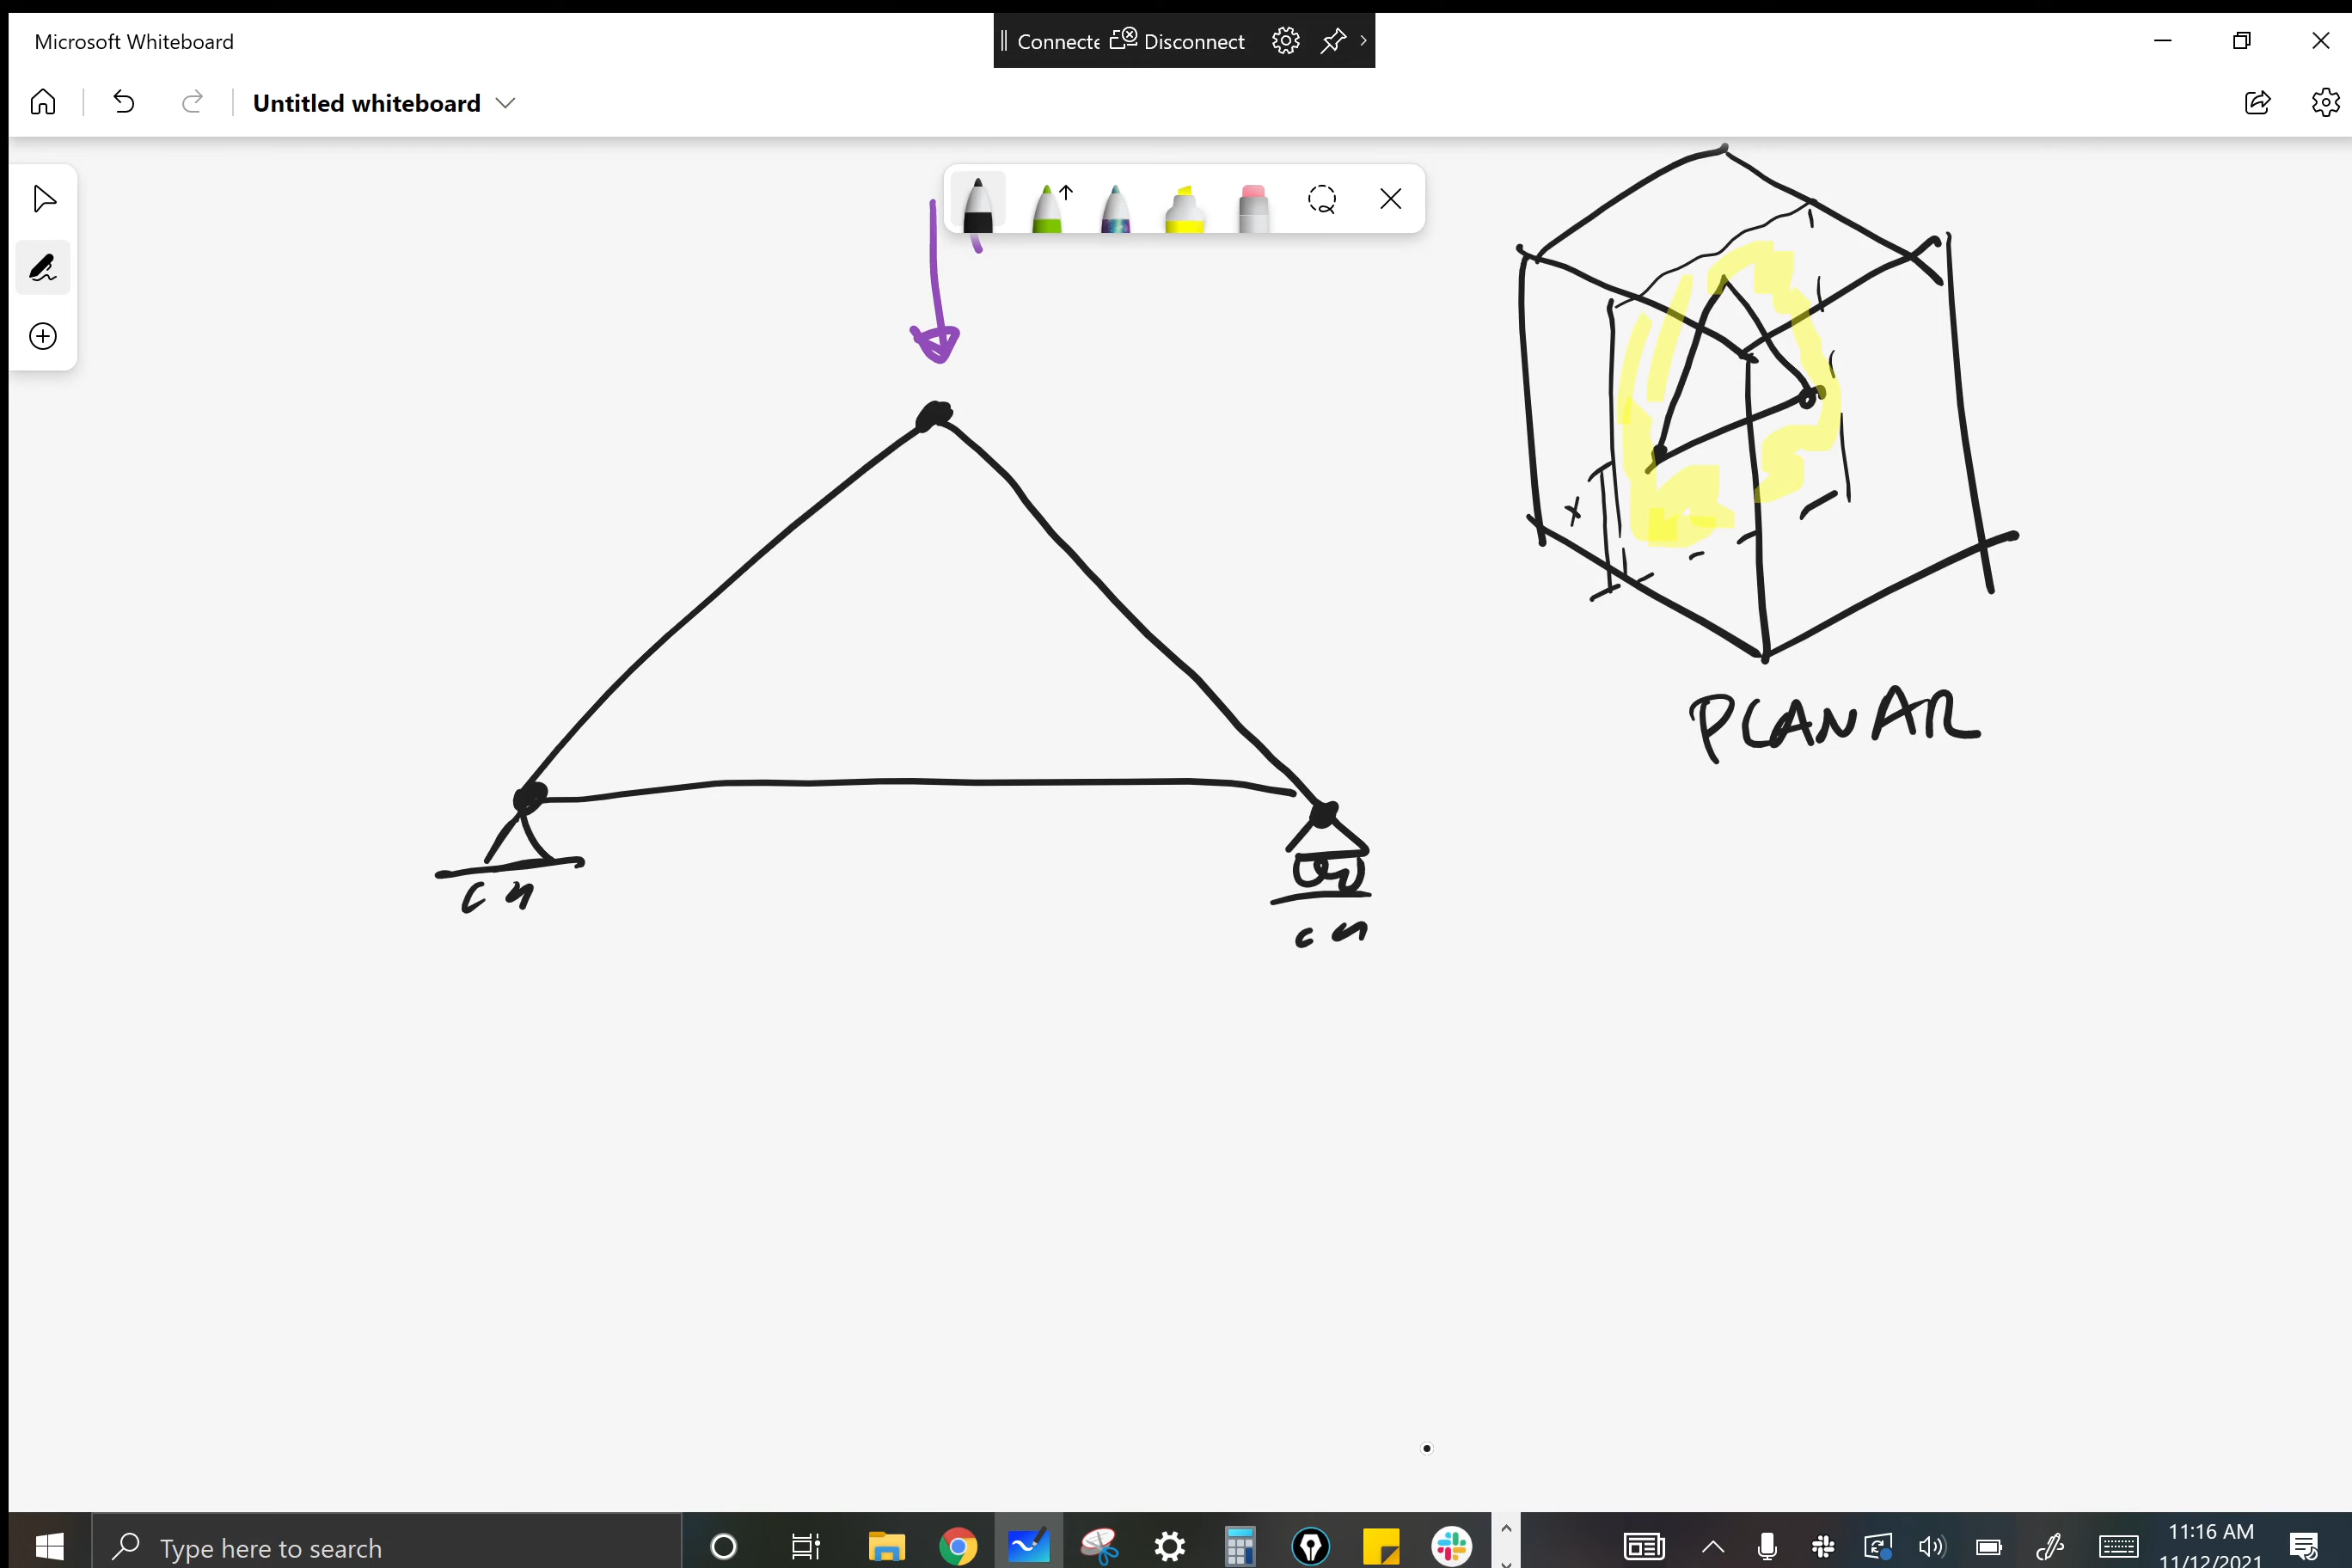 Microsoft Whiteboard
Connecte Disconnect
Untitled whiteboard
PLANAR
Type here to search
11:16 AM
11/12/2021